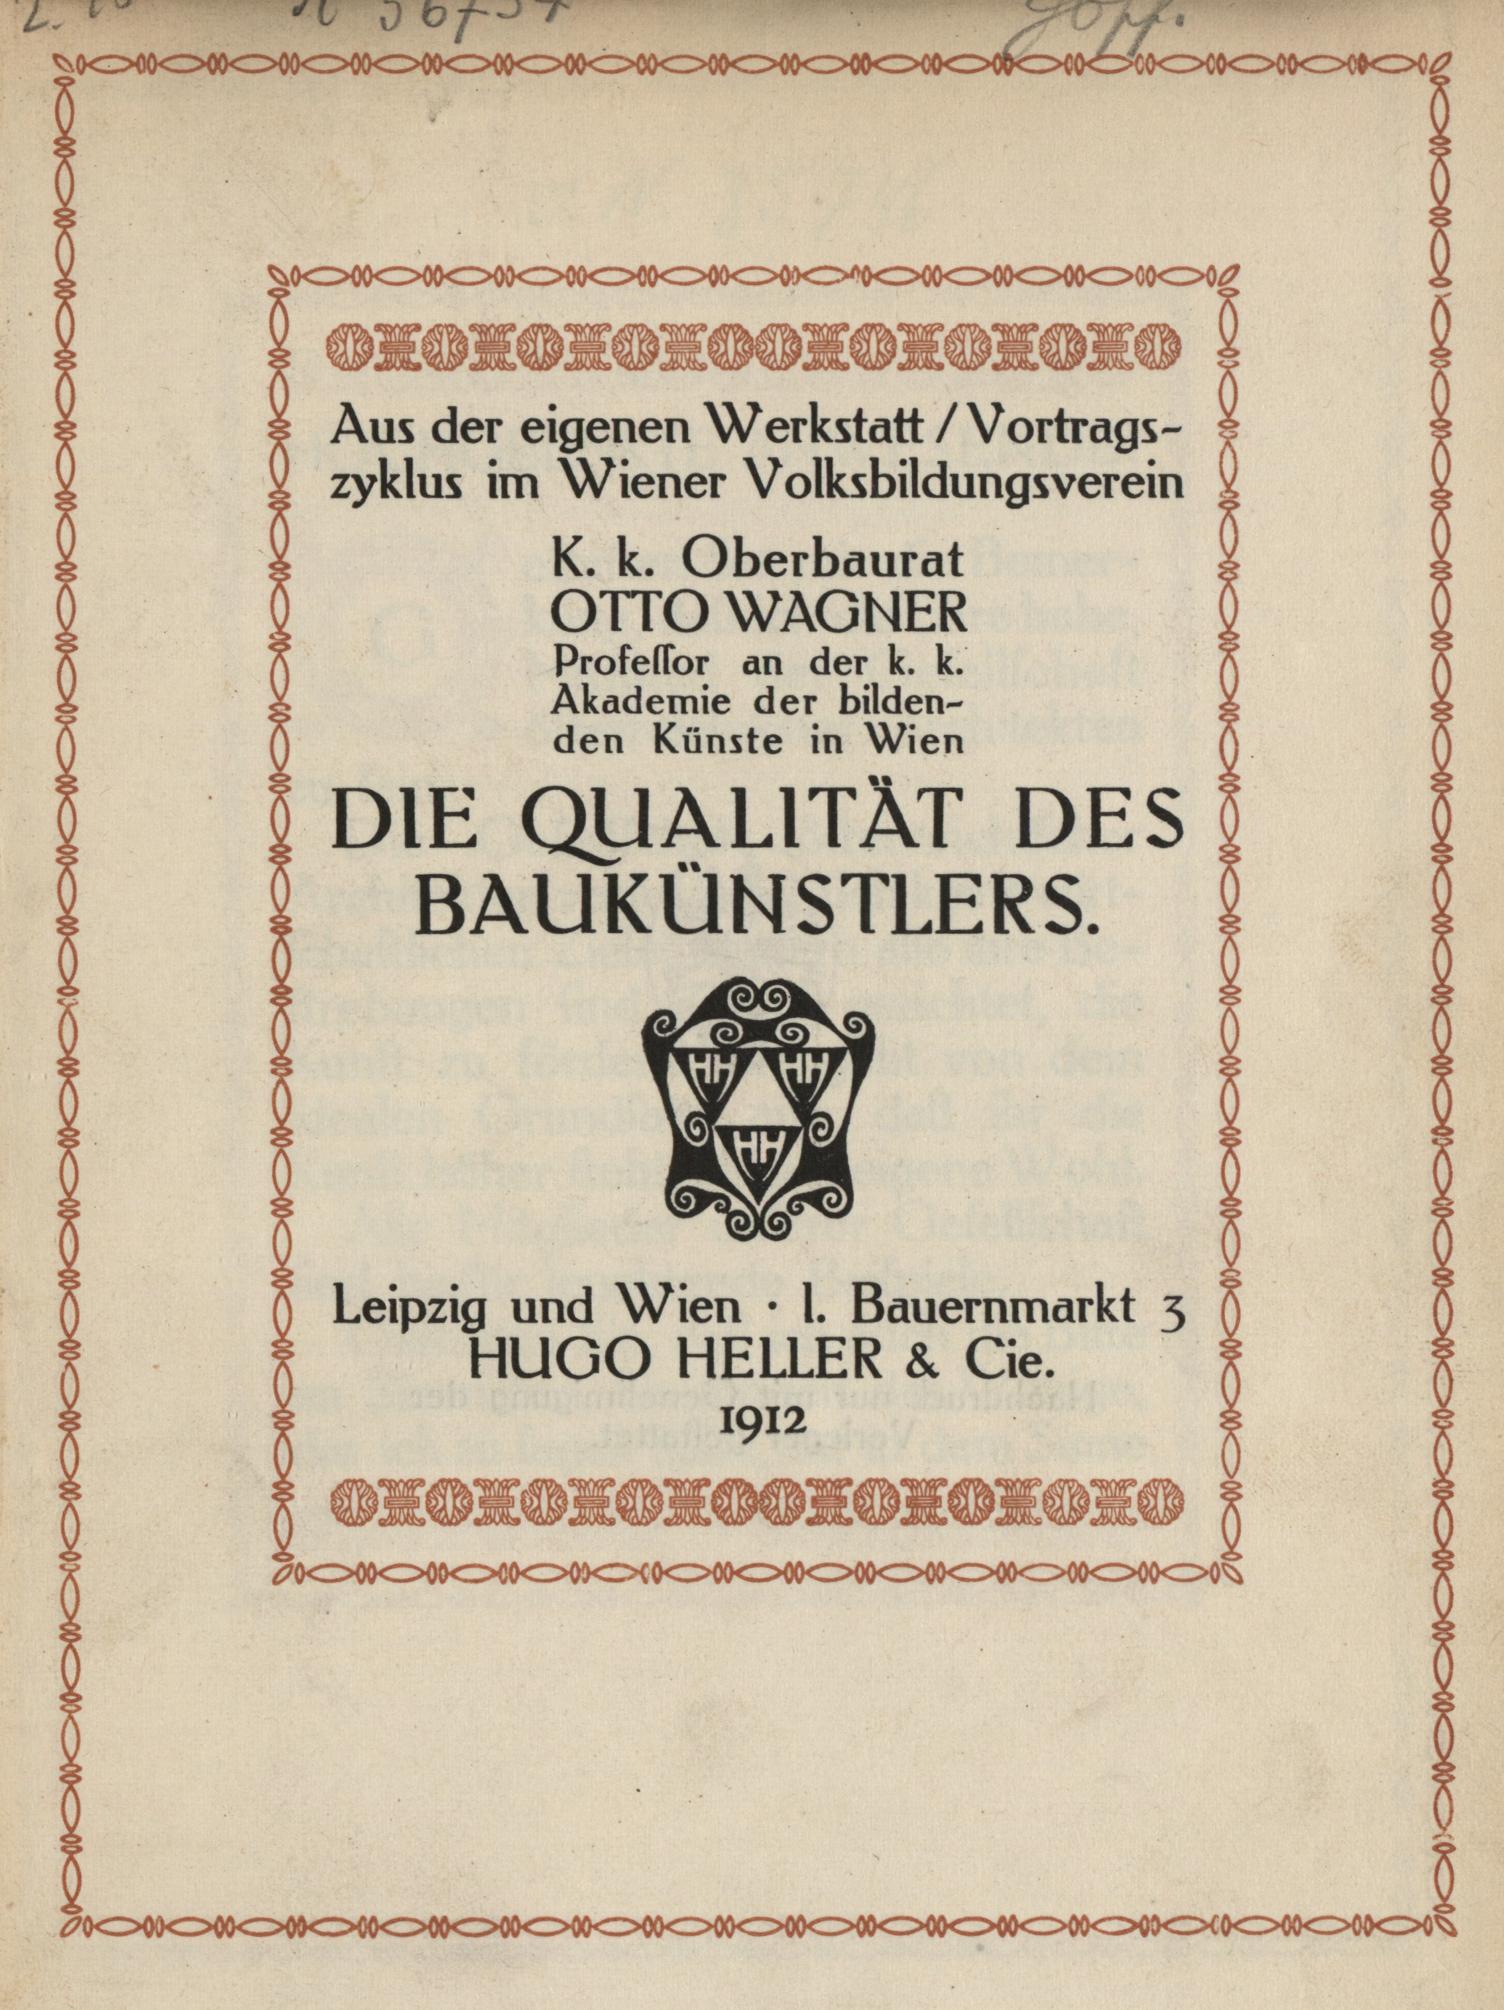 Aus der eigenen Werkstatt / Vortrags-
zyklus im Wiener Volksbildungsverein
K. k. Oberbaurat
OTTO WAGNER
Profeſſor an der k. k.
Akademie der bilden-
den Künste in Wien
DIE QUALITÄT DES
BAUKÜNSTLERS.
HH HH
HH
Leipzig und Wien · I. Bauernmarkt 3
HUGO HELLER & Cie.
1912